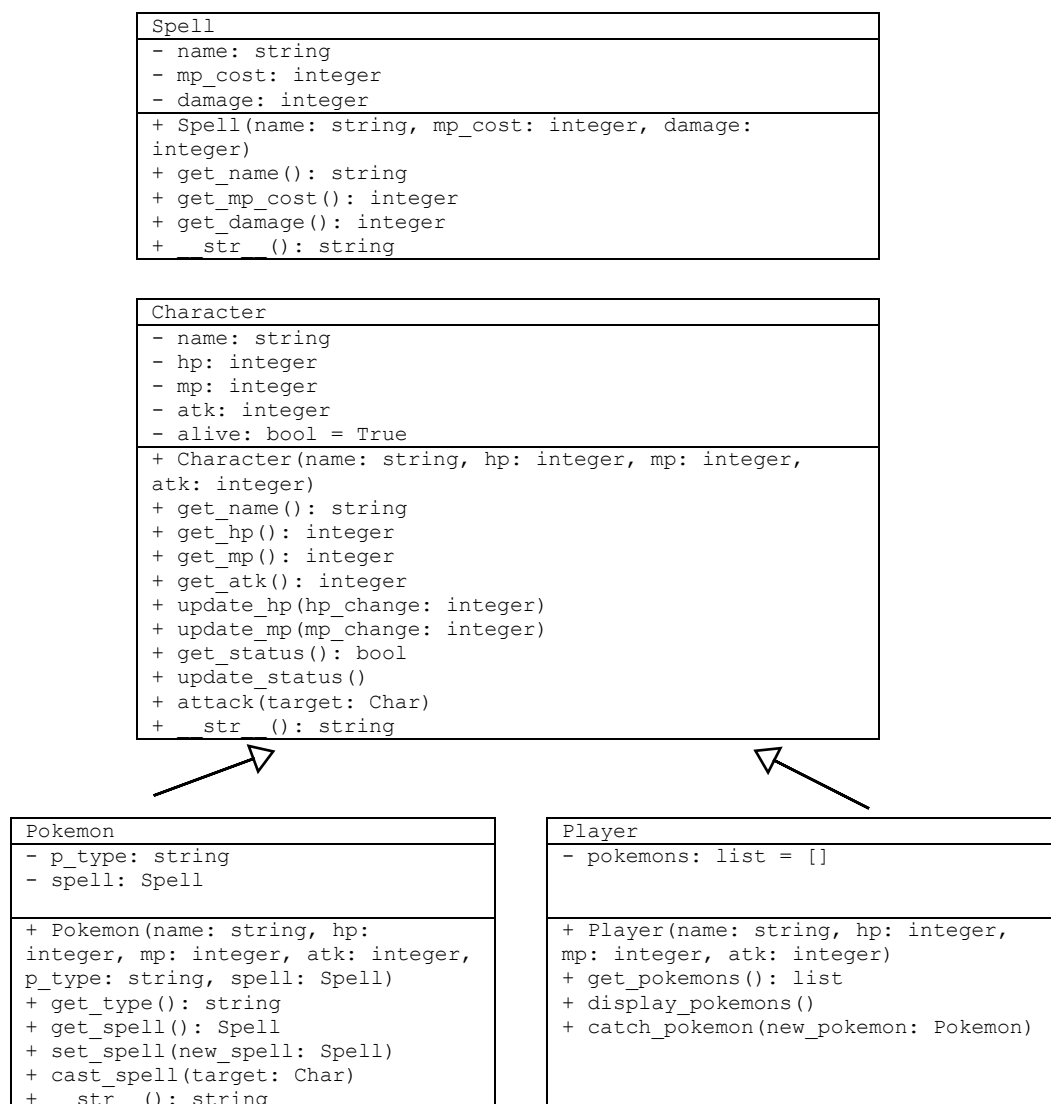 Spell
- name: string
- mp_cost: integer
- damage: integer
+ Spell(name: string, mp_cost: integer, damage:
integer)
+ get_name(): string
+ get_mp_cost(): integer
+ get_damage(): integer
+ __str__(): string
Character
- name: string
- hp: integer
- mp: integer
- atk: integer
- alive: bool = True
+ Character(name: string, hp: integer, mp: integer,
atk: integer)
+ get_name(): string
+ get_hp(): integer
+ get_mp(): integer
+ get_atk(): integer
+ update_hp(hp_change: integer)
+ update_mp(mp_change: integer)
+ get_status(): bool
+ update_status()
+ attack(target: Char)
+ __str__(): string
Pokemon
- p_type: string
- spell: Spell
+ Pokemon(name: string, hp:
integer, mp: integer, atk: integer,
p_type: string, spell: Spell)
+ get_type(): string
+ get_spell(): Spell
+ set_spell(new_spell: Spell)
+ cast_spell(target: Char)
+ __str__(): string
Player
- pokemons: list = []
+ Player(name: string, hp: integer,
mp: integer, atk: integer)
+ get_pokemons(): list
+ display_pokemons()
+ catch_pokemon(new_pokemon: Pokemon)